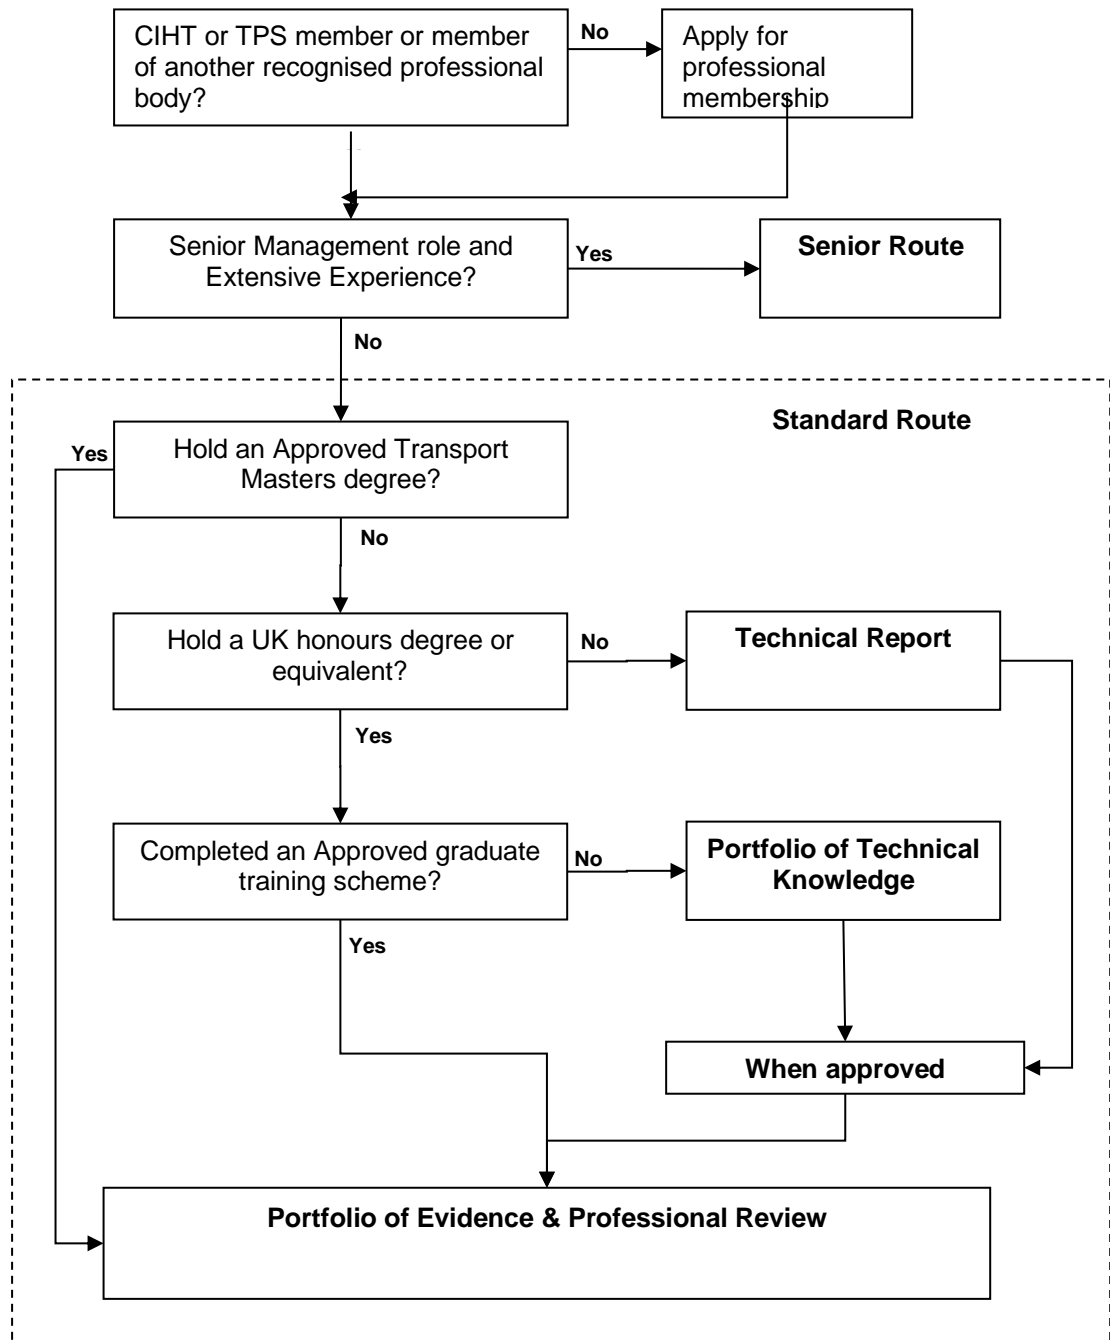 CIHT or TPS member or member
of another recognised professional
body?
No
Apply for
professional
membership
Senior Management role and
Extensive Experience?
Yes
Senior Route
No
Standard Route
Yes
Hold an Approved Transport
Masters degree?
No
Hold a UK honours degree or
equivalent?
No
Technical Report
Yes
Completed an Approved graduate
training scheme?
No
Portfolio of Technical
Knowledge
Yes
When approved
Portfolio of Evidence & Professional Review